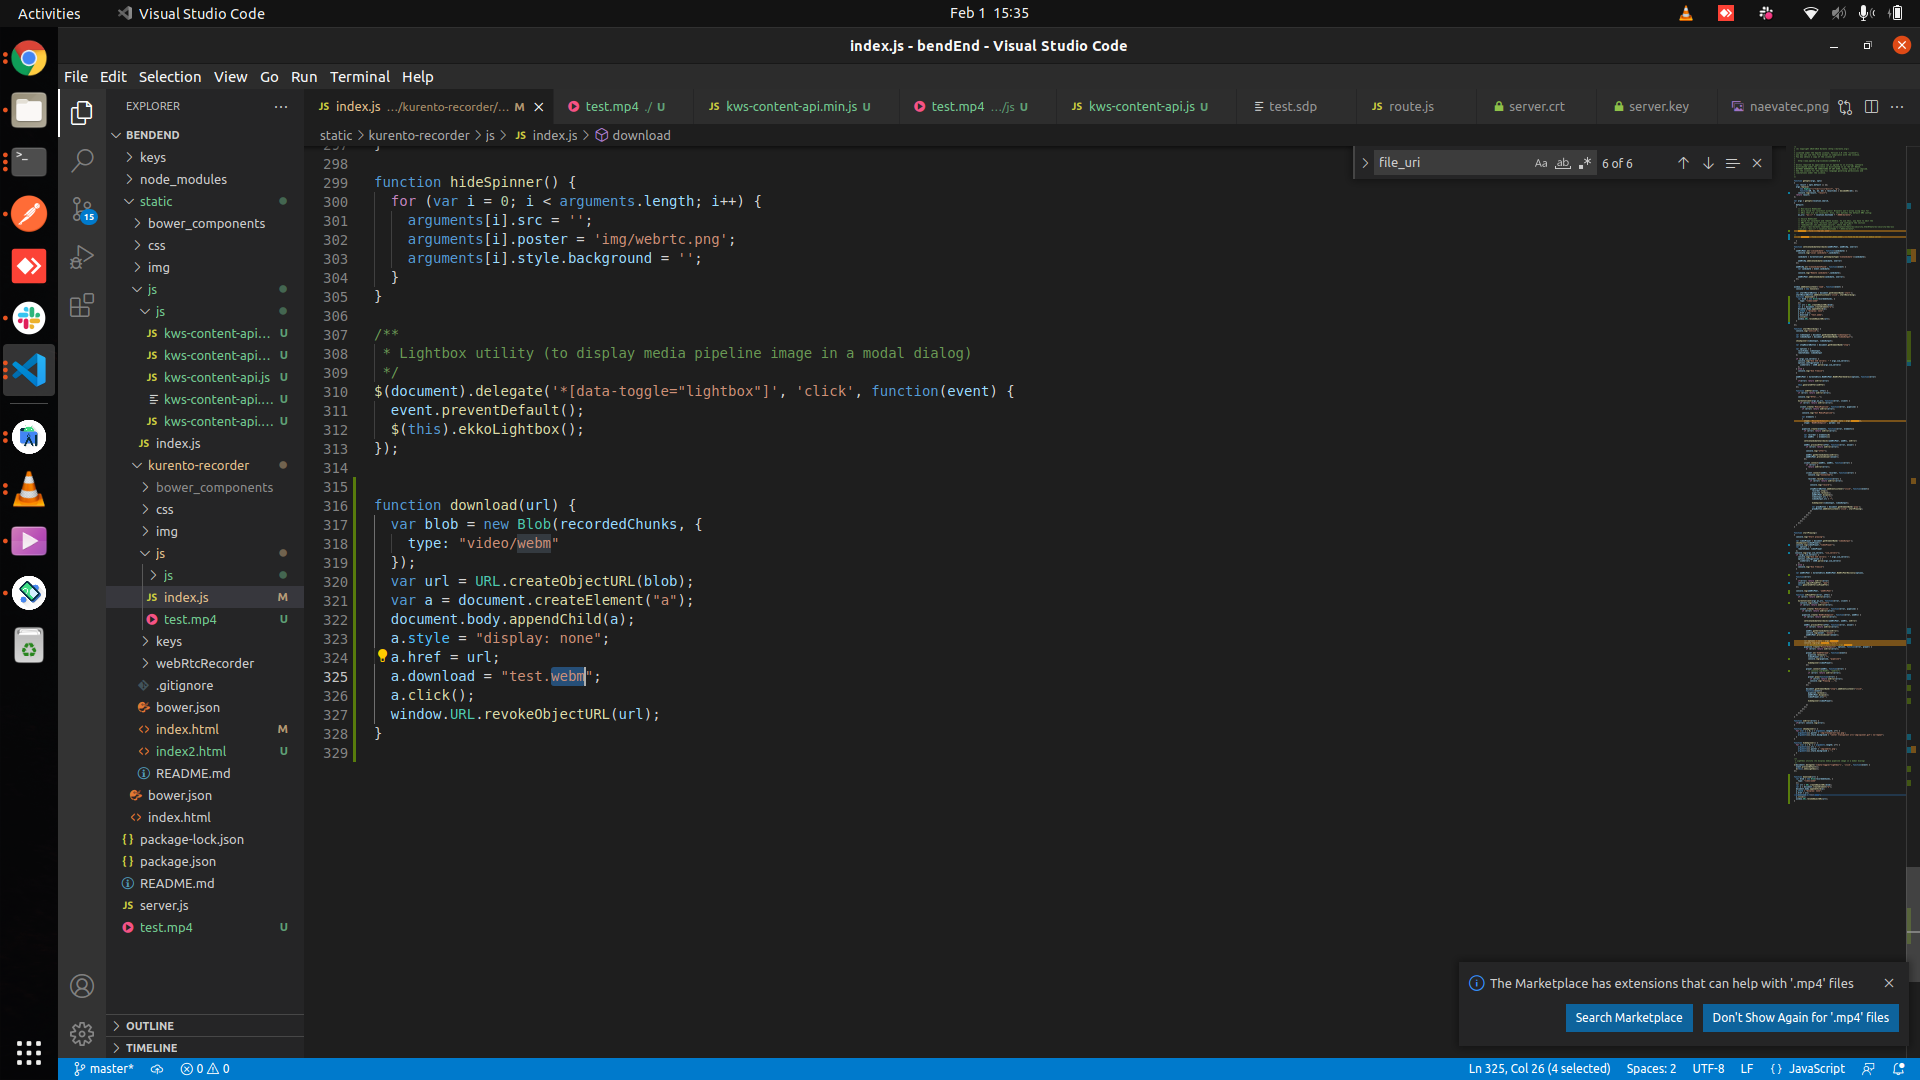 Activities
Visual Studio Code
Feb 1 15:35
index.js - bendEnd - Visual Studio Code
File Edit Selection View Go Run Terminal Help
EXPLORER
JS index.js .../kurento-recorder/... M
test.mp4 ./ U
JS kws-content-api.min.js U
test.mp4 .../js U
JS kws-content-api.js U
test.sdp
JS route.js
server.crt
server.key
naevatec.png
static > kurento-recorder > js > JS index.js > download
file_uri
Aa ab .*
6 of 6
BENDEND
keys
node_modules
static
bower_components
css
img
js
js
JS kws-content-api... U
JS kws-content-api... U
JS kws-content-api.js U
kws-content-api.... U
kws-content-api.... U
JS index.js
kurento-recorder
bower_components
css
img
js
js
JS index.js M
test.mp4 U
keys
webRtcRecorder
.gitignore
bower.json
index.html M
index2.html U
README.md
bower.json
index.html
package-lock.json
package.json
README.md
JS server.js
test.mp4 U
OUTLINE
TIMELINE
15
298
299 function hideSpinner() {
300 for (var i = 0; i < arguments.length; i++) {
301 arguments[i].src = '';
302 arguments[i].poster = 'img/webrtc.png';
303 arguments[i].style.background = '';
304 }
305 }
306
307 /**
308 * Lightbox utility (to display media pipeline image in a modal dialog)
309 */
310 $(document).delegate('*[data-toggle="lightbox"]', 'click', function(event) {
311 event.preventDefault();
312 $(this).ekkoLightbox();
313 });
314
315
316 function download(url) {
317 var blob = new Blob(recordedChunks, {
318 type: "video/webm"
319 });
320 var url = URL.createObjectURL(blob);
321 var a = document.createElement("a");
322 document.body.appendChild(a);
323 a.style = "display: none";
324 a.href = url;
325 a.download = "test.webm";
326 a.click();
327 window.URL.revokeObjectURL(url);
328 }
329
The Marketplace has extensions that can help with '.mp4' files
Search Marketplace
Don't Show Again for '.mp4' files
master*
0 0
Ln 325, Col 26 (4 selected)
Spaces: 2
UTF-8
LF
{ } JavaScript